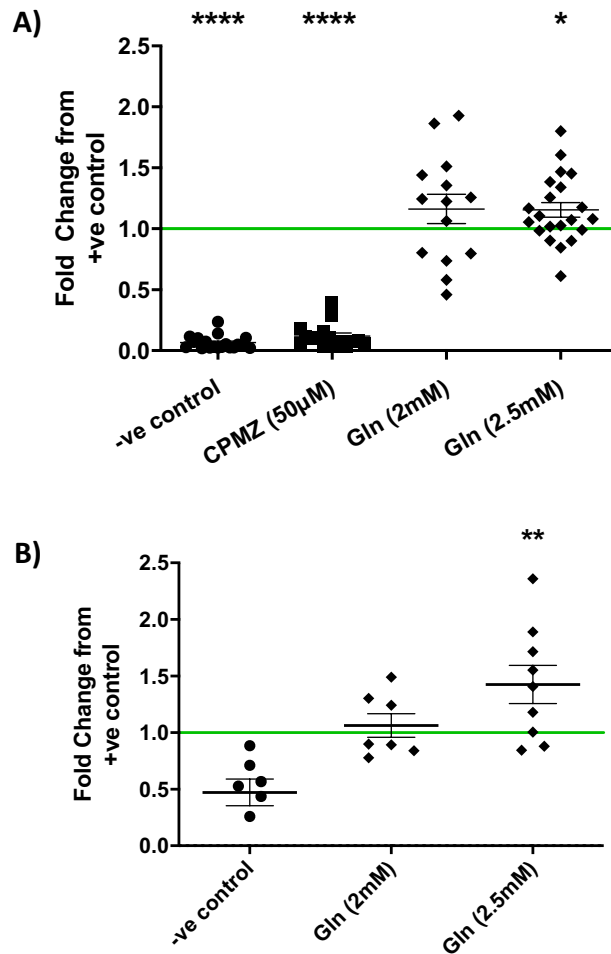 A)
**** **** *
Fold Change from
+ve control
2.5
2.0
1.5
1.0
0.5
0.0
-ve control
CPMZ (50µM)
Gln (2mM)
Gln (2.5mM)
B)
**
Fold Change from
+ve control
2.5
2.0
1.5
1.0
0.5
0.0
-ve control
Gln (2mM)
Gln (2.5mM)